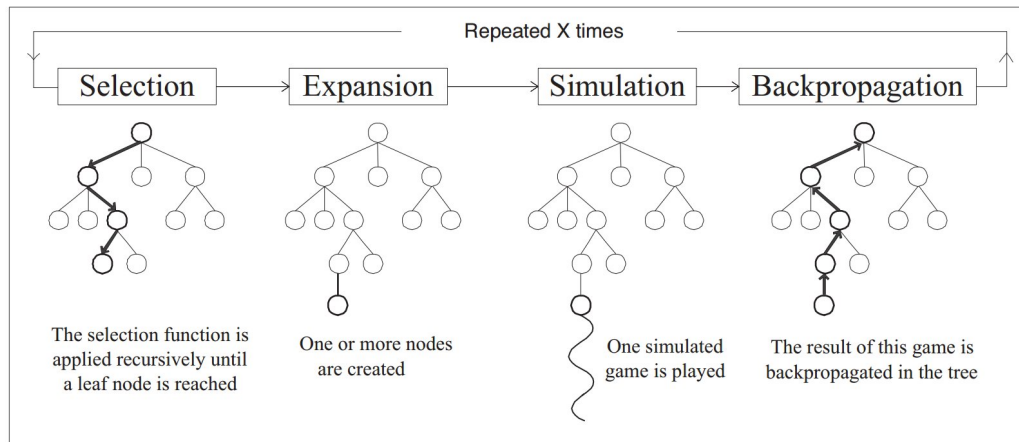 Repeated X times
Selection
Expansion
Simulation
Backpropagation
The selection function is
applied recursively until
a leaf node is reached
One or more nodes
are created
One simulated
game is played
The result of this game is
backpropagated in the tree